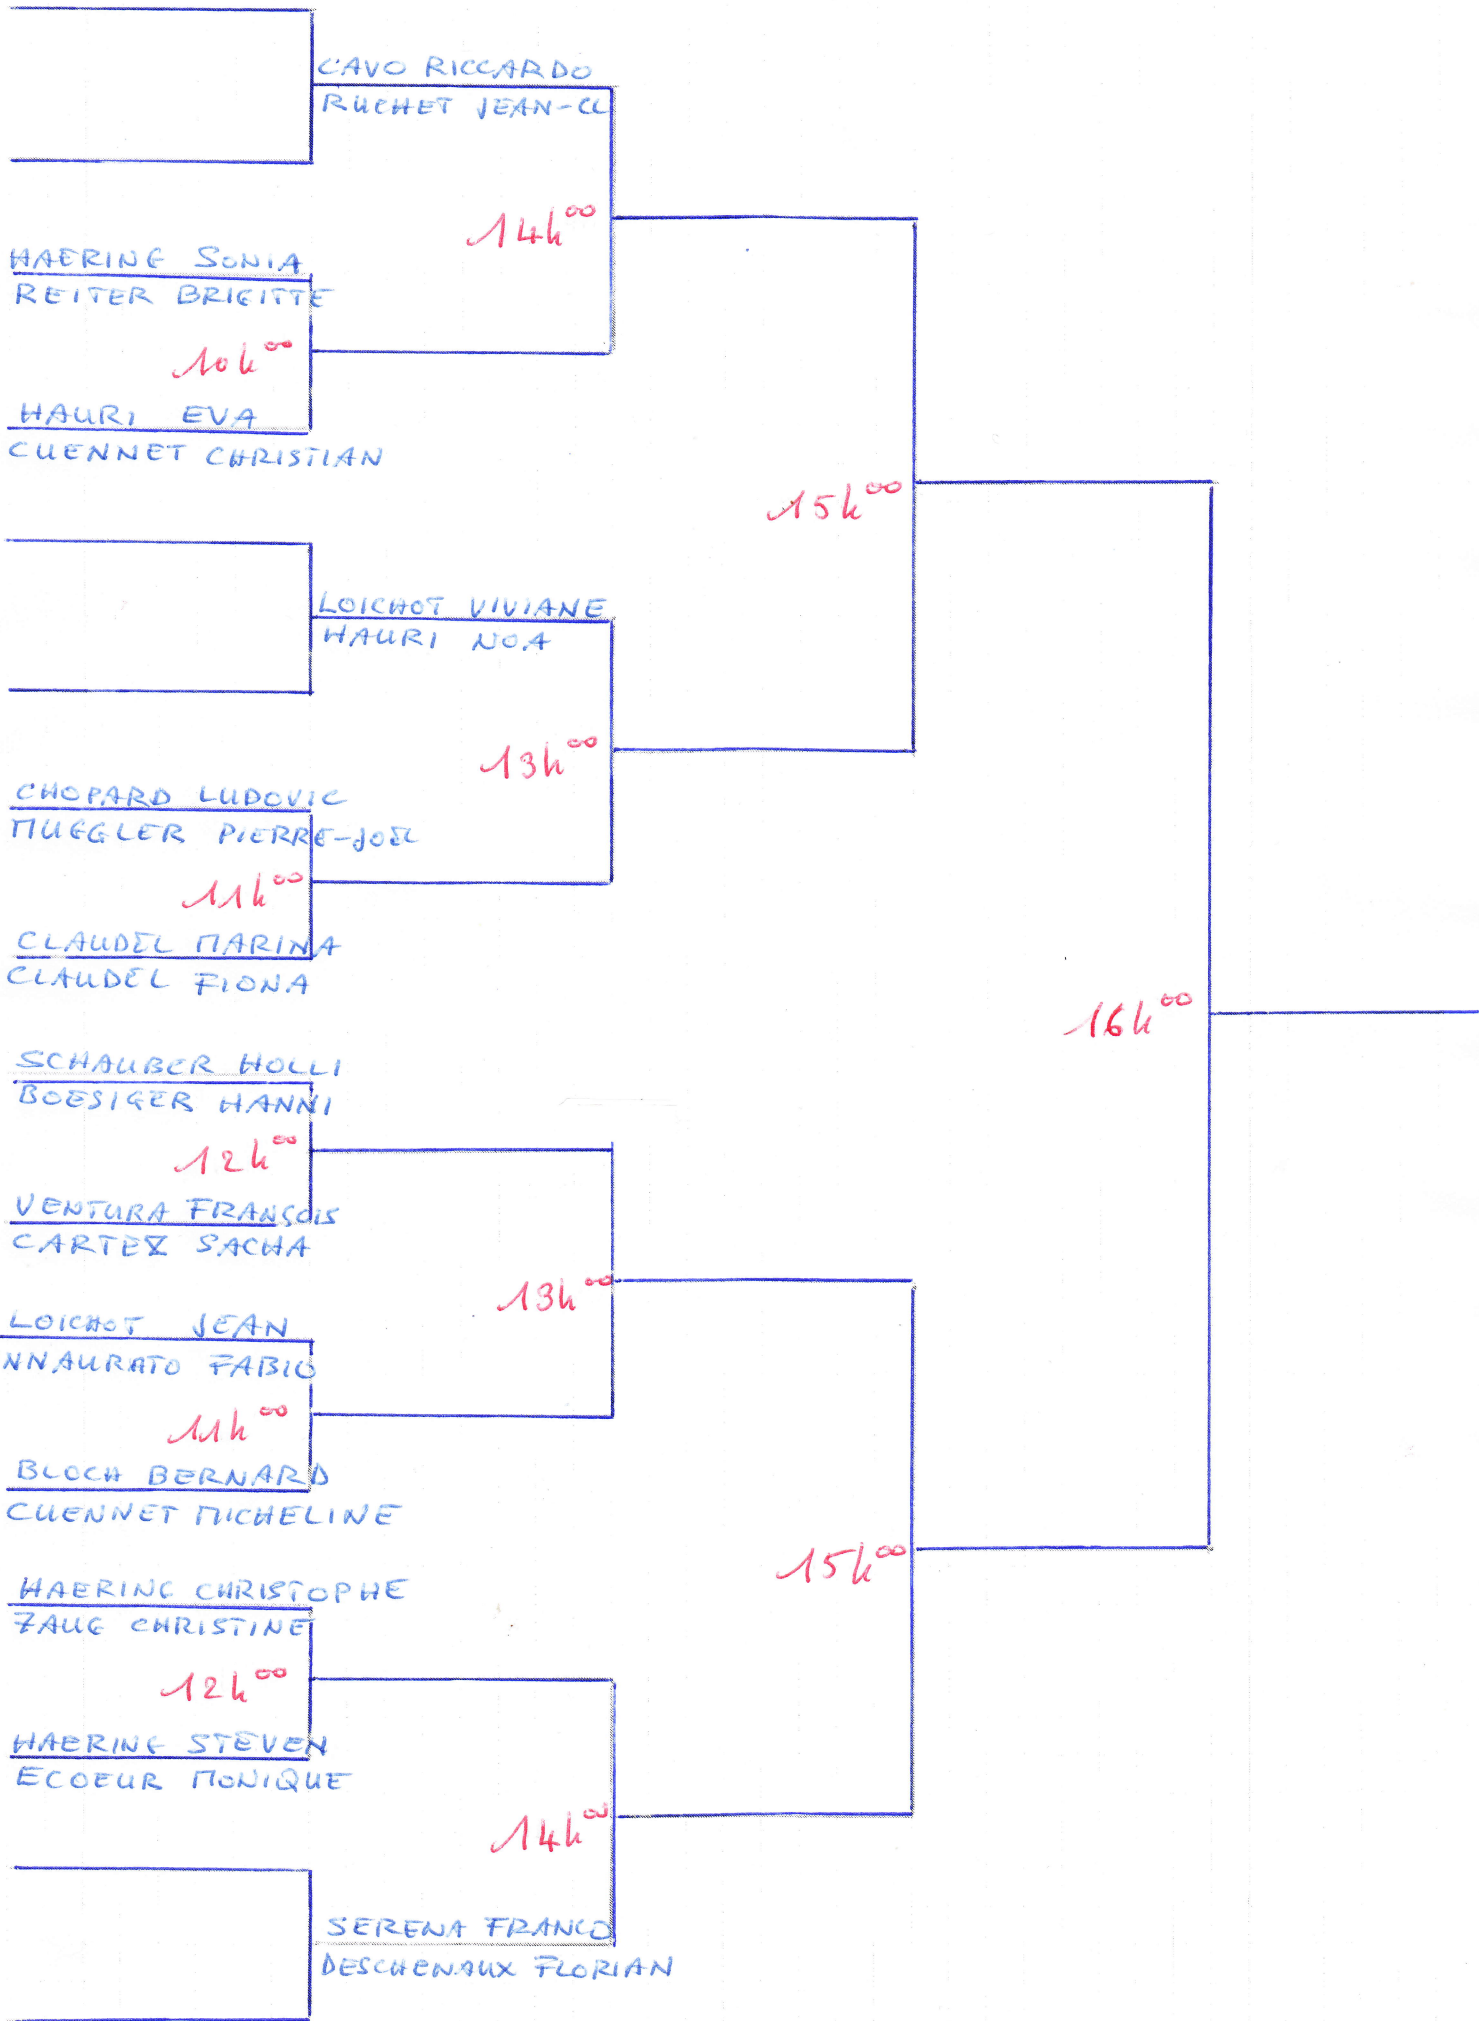 CAVO RICCARDO
RUCHET JEAN-CL
14h00
HAERING SONIA
REITER BRIGITTE
10h00
HAURI EVA
CUENNET CHRISTIAN
15h00
LOICHOT VIVIANE
HAURI NOA
13h00
CHOPARD LUDOVIC
MUGGLER PIERRE-JOËL
11h00
CLAUDEL MARINA
CLAUDEL FIONA
16h00
SCHAUBER HOLLI
BOESIGER HANNI
12h00
VENTURA FRANÇOIS
SACHA
13h00
LOICHOT JEAN
NNAURATO FABIO
11h00
BLOCH BERNARD
CUENNET MICHELINE
15h00
HAERING CHRISTOPHE
ZAUG CHRISTINE
12h00
HAERING STEVEN
ECOEUR MONIQUE
14h00
SERENA FRANCO
DESCHENAUX FLORIAN